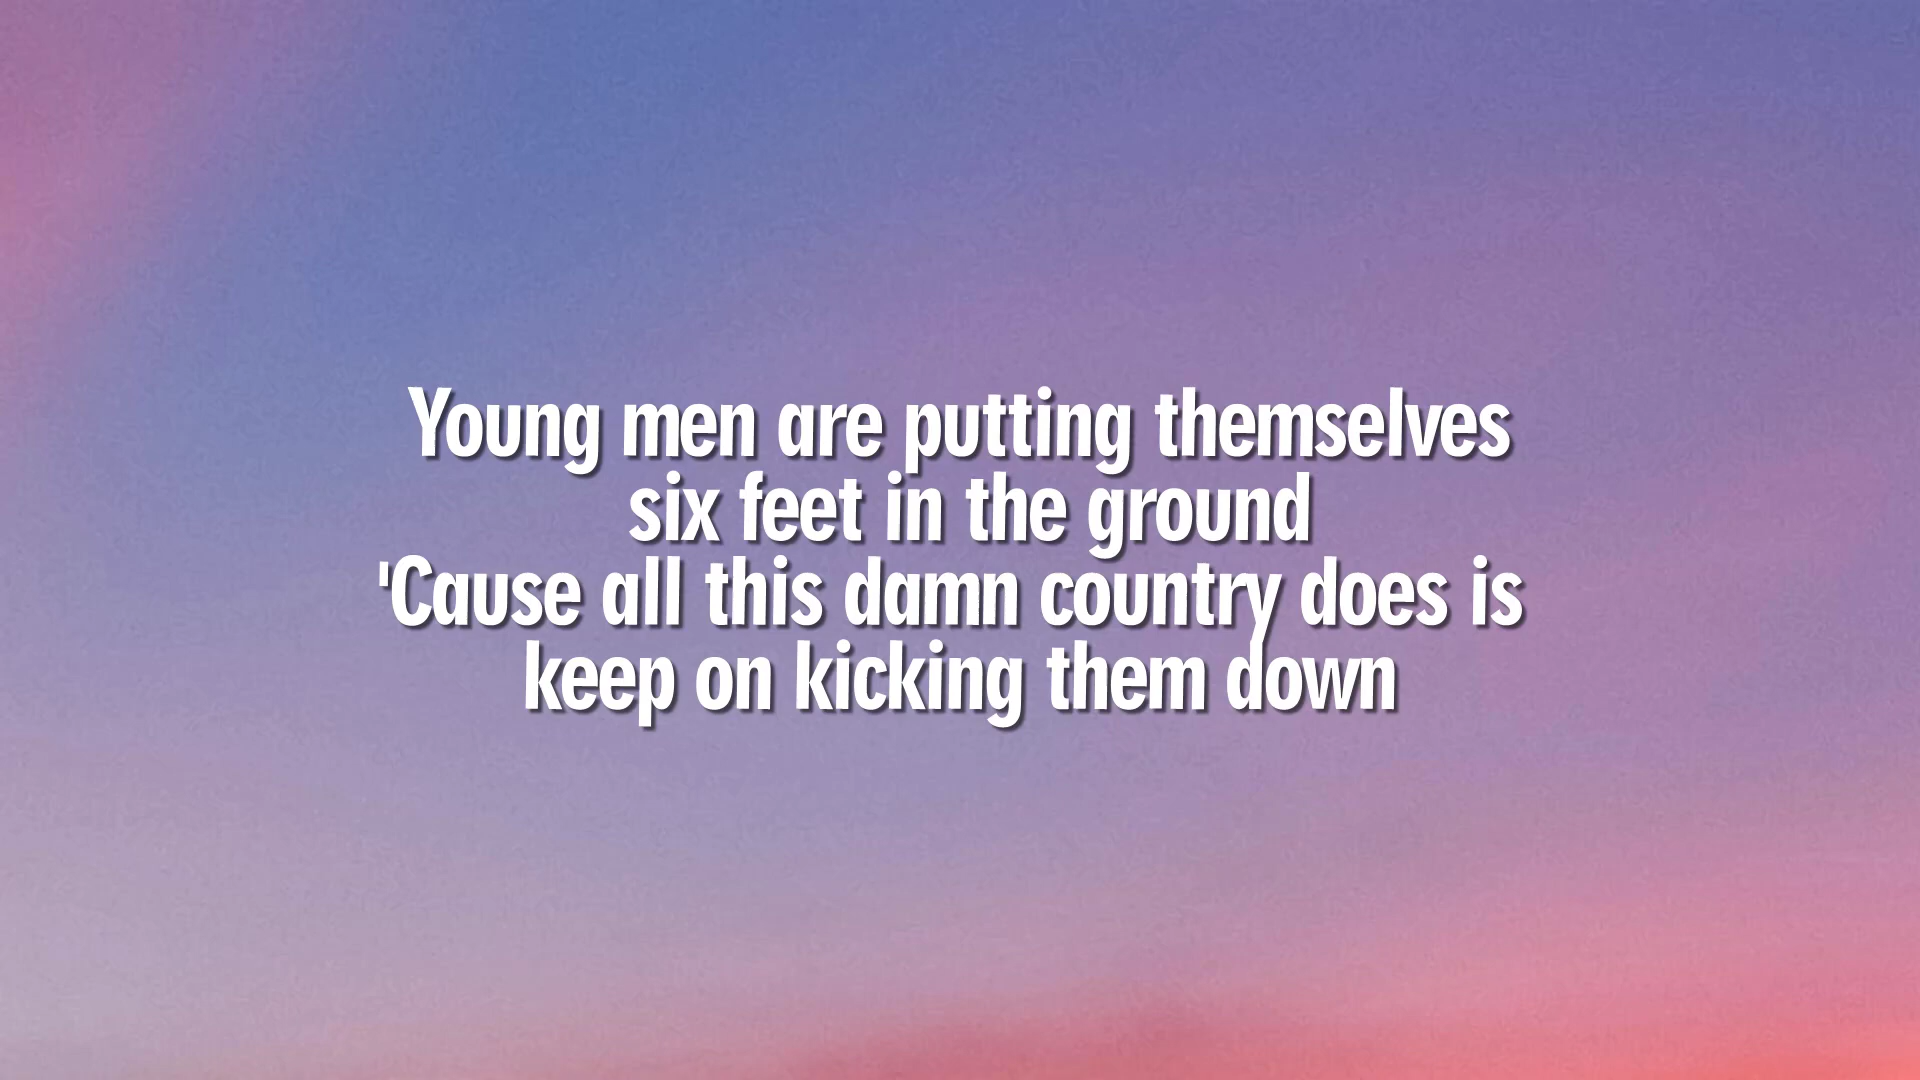 Young men are putting themselves
six feet in the ground
'Cause all this damn country does is
keep on kicking them down